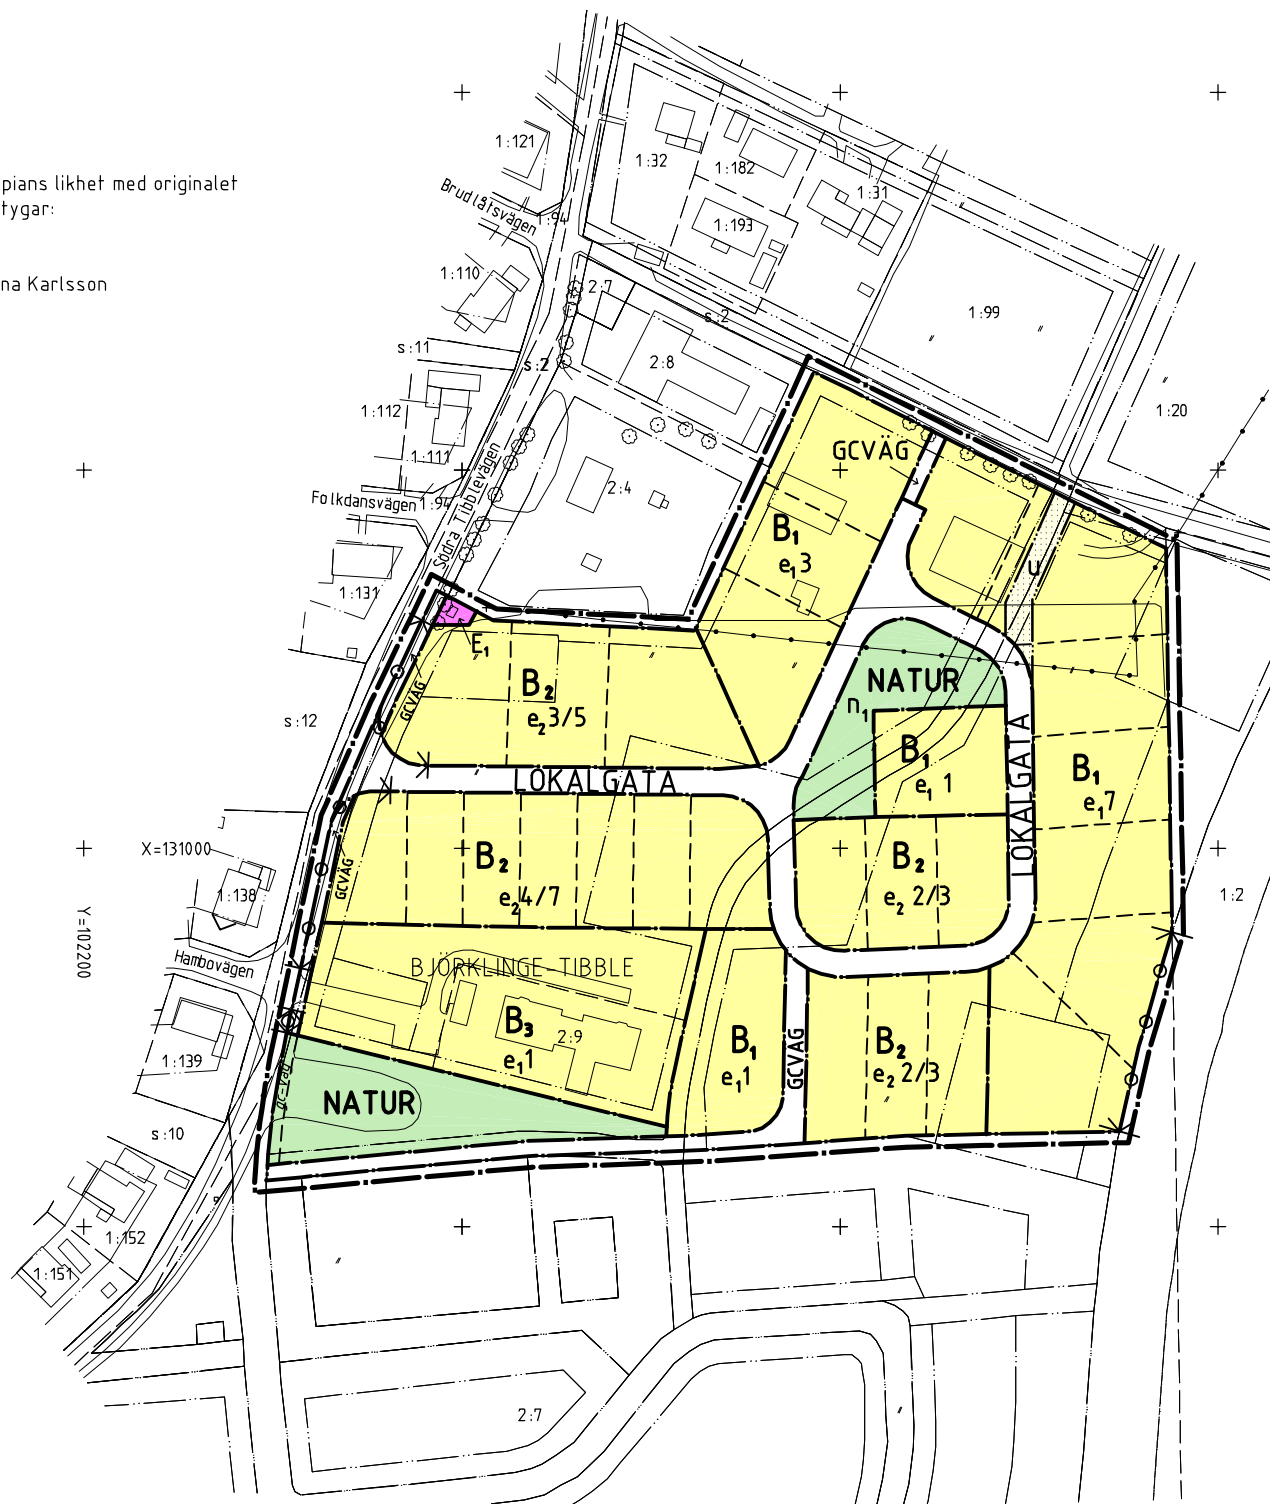 pians likhet med originalet
tygar:
na Karlsson
1:121
1:32
1:182
1:31
Brudlåtsvägen
1:94
1:193
1:110
2:7
1:99
s:2
s:11
s:2
2:8
1:112
1:20
1:111
GCVÄG
2:4
Folkdansvägen
1:94
Södra Tibblevägen
B1
e1 3
u
1:131
E1
NATUR
n1
B2
e2 3/5
GCVÄG
s:12
B1
e1 1
LOKALGATA
B1
e1 7
LOKALGATA
X=131000
B2
e2 4/7
B2
e2 2/3
GCVÄG
1:138
1:2
Y=102200
Hambovägen
BJÖRKLINGE-TIBBLE
B3
e1 1
2:9
B1
e1 1
GCVÄG
B2
e2 2/3
1:139
gc-väg
NATUR
s:10
1:152
1:151
2:7